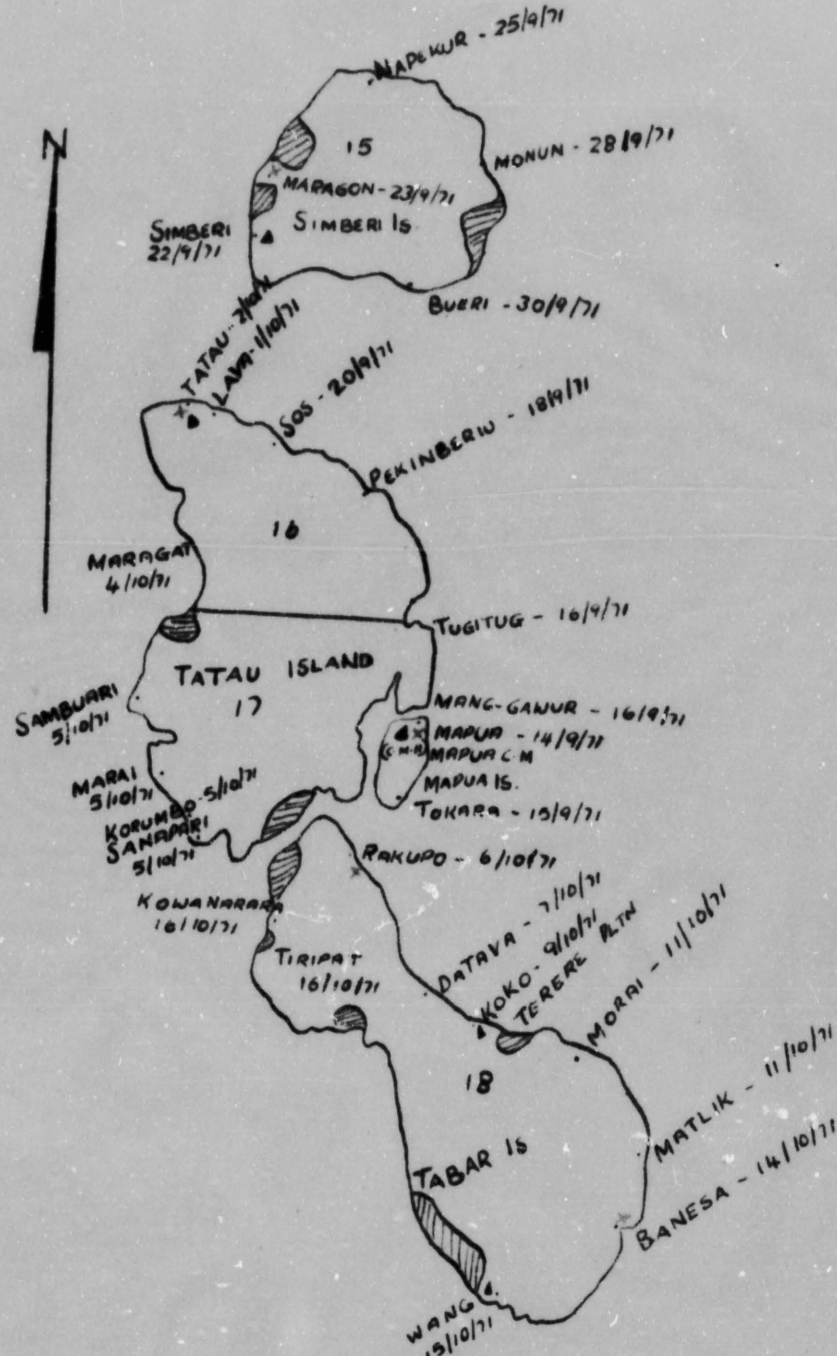 NAPEKUR - 25/9/71
N
15
MONUN - 28/9/71
MARAGON - 23/9/71
SIMBERI IS.
SIMBERI
22/9/71
BUERI - 30/9/71
TATAU - 2/10/71
LAVA - 1/10/71
SOS - 20/9/71
PEKINBERIU - 18/9/71
16
MARAGAT
4/10/71
TUGITUG - 16/9/71
TATAU ISLAND
17
SAMBUARI
5/10/71
MANG-GAWUR - 16/9/71
MAPUA - 14/9/71
C-M-A
MAPUA C.M
MAPUA IS.
TOKARA - 15/9/71
MARAI
5/10/71
KORUMBO - 5/10/71
SANAPARI
5/10/71
RAKUPO - 6/10/71
KOWANARARA
16/10/71
TIRIPAT
16/10/71
DATAVA - 7/10/71
KOKO - 9/10/71
TERERE PLTN
MORAI - 11/10/71
18
MATLIK - 11/10/71
TABAR IS
BANESA - 14/10/71
WANG
15/10/71